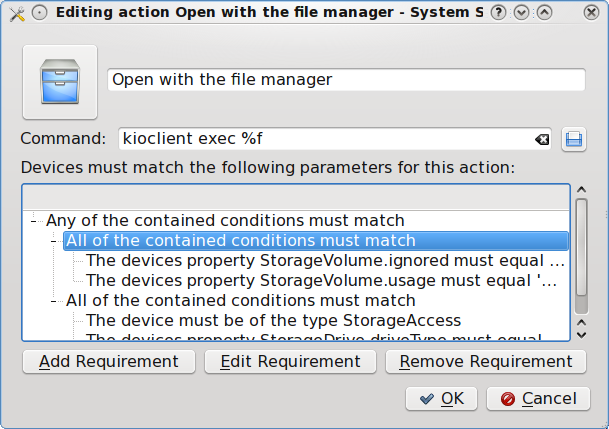 Editing action Open with the file manager - System S
Open with the file manager
Command: kioclient exec %f
Devices must match the following parameters for this action:
Any of the contained conditions must match
All of the contained conditions must match
The devices property StorageVolume.ignored must equal ...
The devices property StorageVolume.usage must equal '...
All of the contained conditions must match
The device must be of the type StorageAccess
The devices property StorageDrive.driveType must equal
Add Requirement Edit Requirement Remove Requirement
OK Cancel